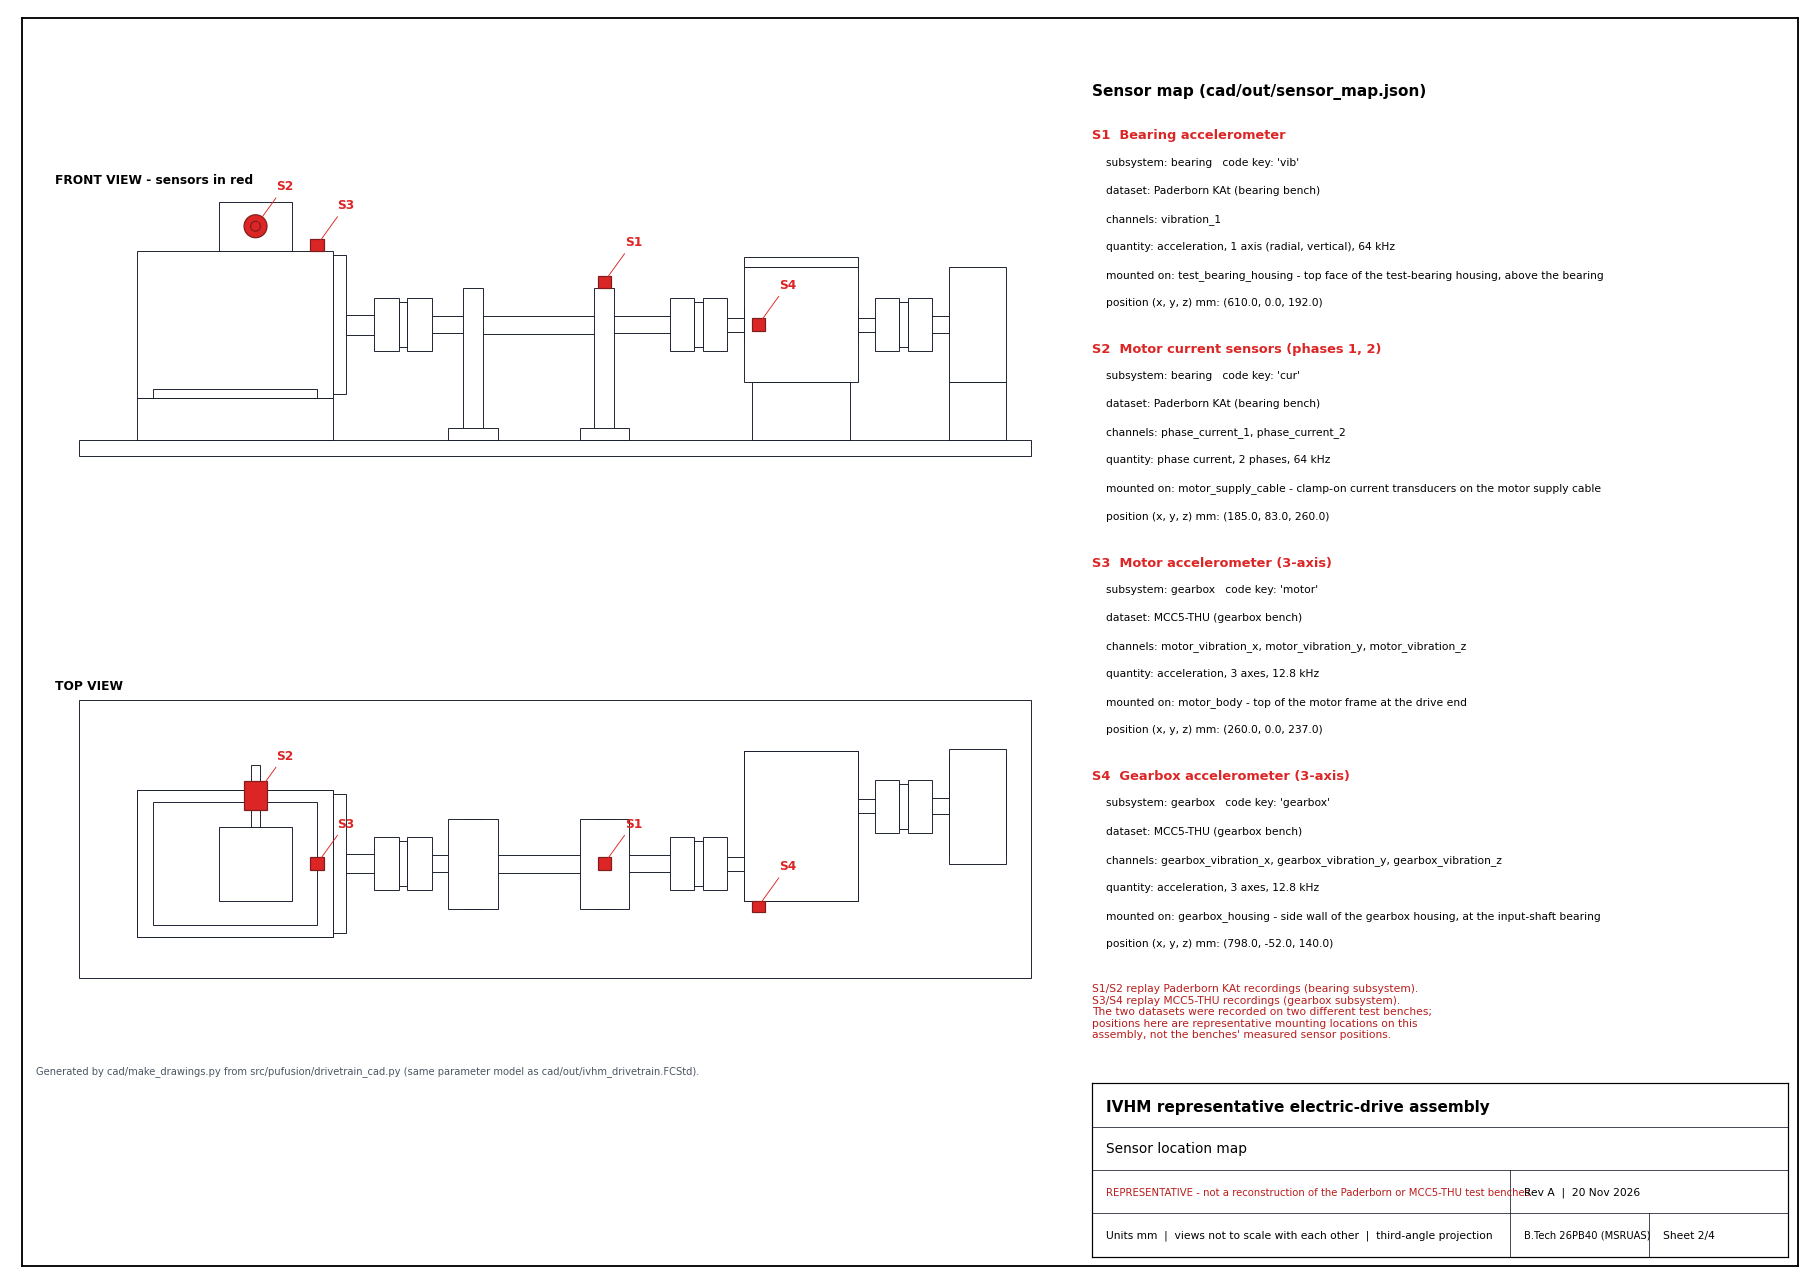 FRONT VIEW - sensors in red
S2
S3
S1
S4
TOP VIEW
S2
S3
S1
S4
Generated by cad/make_drawings.py from src/pufusion/drivetrain_cad.py (same parameter model as cad/out/ivhm_drivetrain.FCStd).
Sensor map (cad/out/sensor_map.json)
S1 Bearing accelerometer
subsystem: bearing code key: 'vib'
dataset: Paderborn KAt (bearing bench)
channels: vibration_1
quantity: acceleration, 1 axis (radial, vertical), 64 kHz
mounted on: test_bearing_housing - top face of the test-bearing housing, above the bearing
position (x, y, z) mm: (610.0, 0.0, 192.0)
S2 Motor current sensors (phases 1, 2)
subsystem: bearing code key: 'cur'
dataset: Paderborn KAt (bearing bench)
channels: phase_current_1, phase_current_2
quantity: phase current, 2 phases, 64 kHz
mounted on: motor_supply_cable - clamp-on current transducers on the motor supply cable
position (x, y, z) mm: (185.0, 83.0, 260.0)
S3 Motor accelerometer (3-axis)
subsystem: gearbox code key: 'motor'
dataset: MCC5-THU (gearbox bench)
channels: motor_vibration_x, motor_vibration_y, motor_vibration_z
quantity: acceleration, 3 axes, 12.8 kHz
mounted on: motor_body - top of the motor frame at the drive end
position (x, y, z) mm: (260.0, 0.0, 237.0)
S4 Gearbox accelerometer (3-axis)
subsystem: gearbox code key: 'gearbox'
dataset: MCC5-THU (gearbox bench)
channels: gearbox_vibration_x, gearbox_vibration_y, gearbox_vibration_z
quantity: acceleration, 3 axes, 12.8 kHz
mounted on: gearbox_housing - side wall of the gearbox housing, at the input-shaft bearing
position (x, y, z) mm: (798.0, -52.0, 140.0)
S1/S2 replay Paderborn KAt recordings (bearing subsystem).
S3/S4 replay MCC5-THU recordings (gearbox subsystem).
The two datasets were recorded on two different test benches;
positions here are representative mounting locations on this
assembly, not the benches' measured sensor positions.
IVHM representative electric-drive assembly
Sensor location map
REPRESENTATIVE - not a reconstruction of the Paderborn or MCC5-THU test benches
Rev A | 20 Nov 2026
Units mm | views not to scale with each other | third-angle projection
B.Tech 26PB40 (MSRUAS)
Sheet 2/4